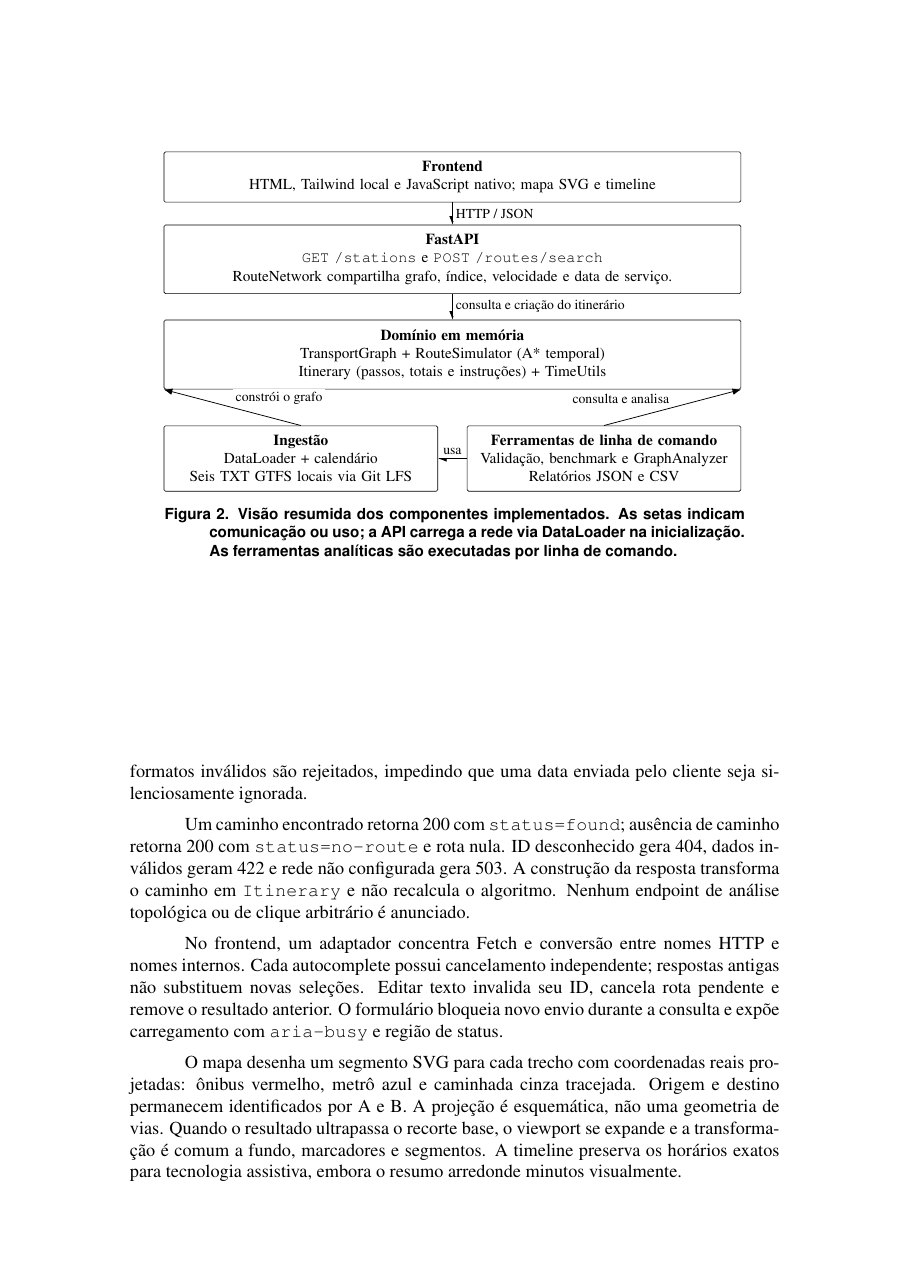 Frontend
HTML, Tailwind local e JavaScript nativo; mapa SVG e timeline
HTTP / JSON
FastAPI
GET /stations e POST /routes/search
RouteNetwork compartilha grafo, índice, velocidade e data de serviço.
consulta e criação do itinerário
Domínio em memória
TransportGraph + RouteSimulator (A* temporal)
Itinerary (passos, totais e instruções) + TimeUtils
constrói o grafo
consulta e analisa
Ingestão
DataLoader + calendário
Seis TXT GTFS locais via Git LFS
usa
Ferramentas de linha de comando
Validação, benchmark e GraphAnalyzer
Relatórios JSON e CSV
Figura 2. Visão resumida dos componentes implementados. As setas indicam
comunicação ou uso; a API carrega a rede via DataLoader na inicialização.
As ferramentas analíticas são executadas por linha de comando.
formatos inválidos são rejeitados, impedindo que uma data enviada pelo cliente seja si-
lenciosamente ignorada.
Um caminho encontrado retorna 200 com status=found; ausência de caminho
retorna 200 com status=no-route e rota nula. ID desconhecido gera 404, dados in-
válidos geram 422 e rede não configurada gera 503. A construção da resposta transforma
o caminho em Itinerary e não recalcula o algoritmo. Nenhum endpoint de análise
topológica ou de clique arbitrário é anunciado.
No frontend, um adaptador concentra Fetch e conversão entre nomes HTTP e
nomes internos. Cada autocomplete possui cancelamento independente; respostas antigas
não substituem novas seleções. Editar texto invalida seu ID, cancela rota pendente e
remove o resultado anterior. O formulário bloqueia novo envio durante a consulta e expõe
carregamento com aria-busy e região de status.
O mapa desenha um segmento SVG para cada trecho com coordenadas reais pro-
jetadas: ônibus vermelho, metrô azul e caminhada cinza tracejada. Origem e destino
permanecem identificados por A e B. A projeção é esquemática, não uma geometria de
vias. Quando o resultado ultrapassa o recorte base, o viewport se expande e a transforma-
ção é comum a fundo, marcadores e segmentos. A timeline preserva os horários exatos
para tecnologia assistiva, embora o resumo arredonde minutos visualmente.